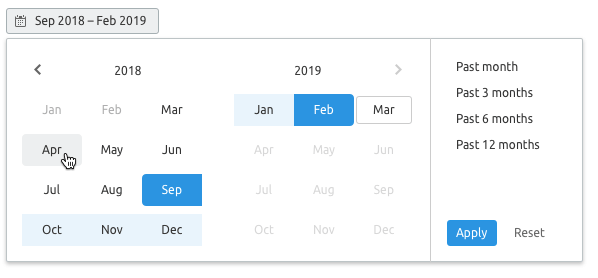 Sep 2018 – Feb 2019
2018
Jan Feb Mar
Apr May Jun
Jul Aug Sep
Oct Nov Dec
2019
Jan Feb Mar
Apr May Jun
Jul Aug Sep
Oct Nov Dec
Past month
Past 3 months
Past 6 months
Past 12 months
Apply Reset